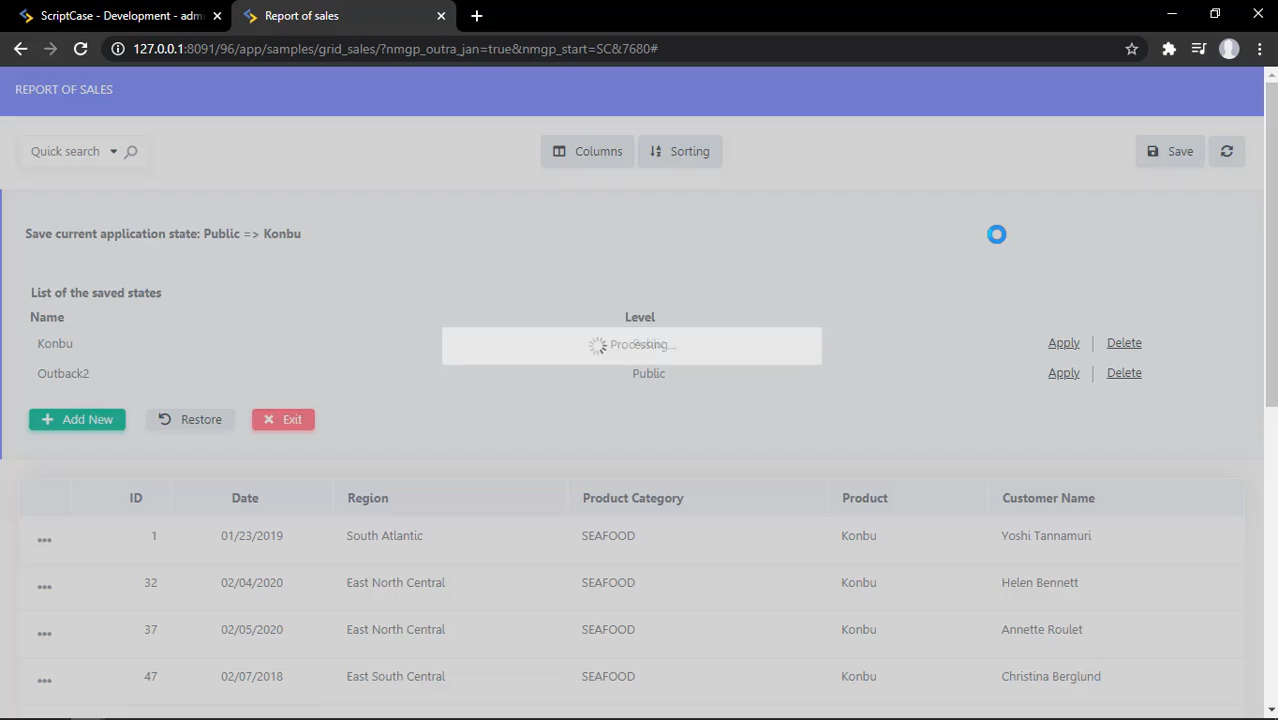 ScriptCase - Development - adm
Report of sales
127.0.0.1:8091/96/app/samples/grid_sales/?nmgp_outra_jan=true&nmgp_start=SC&7680#
REPORT OF SALES
Quick search
Columns
Sorting
Save
Save current application state: Public => Konbu
List of the saved states
Name Level
Konbu Processing... Apply | Delete
Outback2 Public Apply | Delete
Add New
Restore
Exit
ID Date Region Product Category Product Customer Name
1 01/23/2019 South Atlantic SEAFOOD Konbu Yoshi Tannamuri
32 02/04/2020 East North Central SEAFOOD Konbu Helen Bennett
37 02/05/2020 East North Central SEAFOOD Konbu Annette Roulet
47 02/07/2018 East South Central SEAFOOD Konbu Christina Berglund